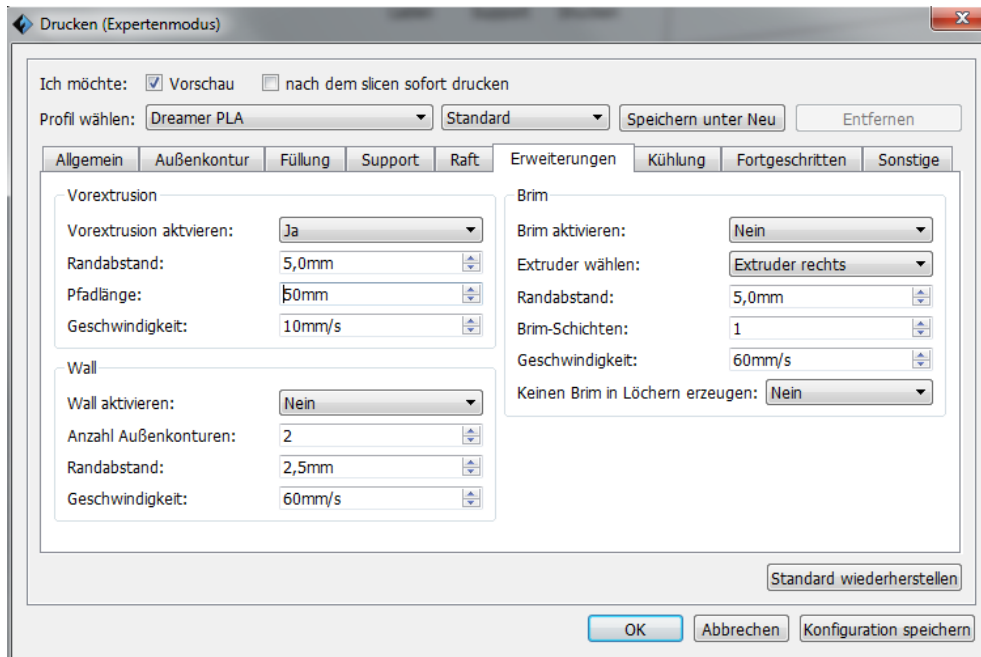 Drucken (Expertenmodus)
Ich möchte: Vorschau nach dem slicen sofort drucken
Profil wählen: Dreamer PLA Standard Speichern unter Neu Entfernen
Allgemein Außenkontur Füllung Support Raft Erweiterungen Kühlung Fortgeschritten Sonstige
Vorextrusion
Vorextrusion aktvieren: Ja
Randabstand: 5,0mm
Pfadlänge: 50mm
Geschwindigkeit: 10mm/s
Wall
Wall aktivieren: Nein
Anzahl Außenkonturen: 2
Randabstand: 2,5mm
Geschwindigkeit: 60mm/s
Brim
Brim aktivieren: Nein
Extruder wählen: Extruder rechts
Randabstand: 5,0mm
Brim-Schichten: 1
Geschwindigkeit: 60mm/s
Keinen Brim in Löchern erzeugen: Nein
Standard wiederherstellen
OK Abbrechen Konfiguration speichern